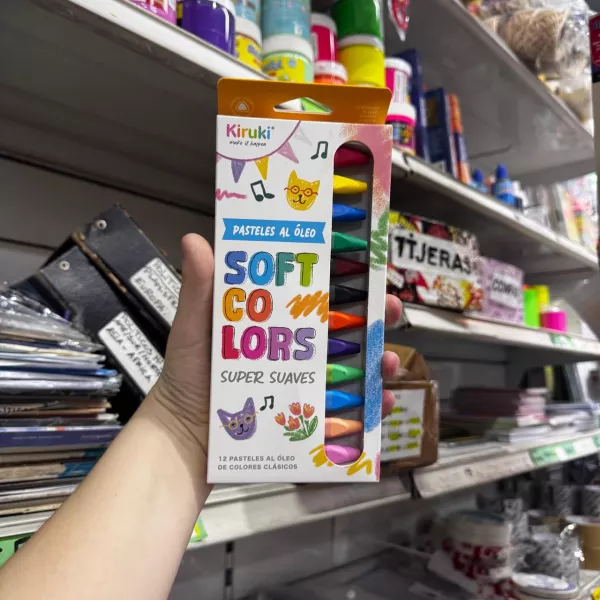 Kiruki
make it happen
PASTELES AL ÓLEO
SOFT
CO
LORS
SUPER SUAVES
12 PASTELES AL ÓLEO
DE COLORES CLÁSICOS
TIJERAS